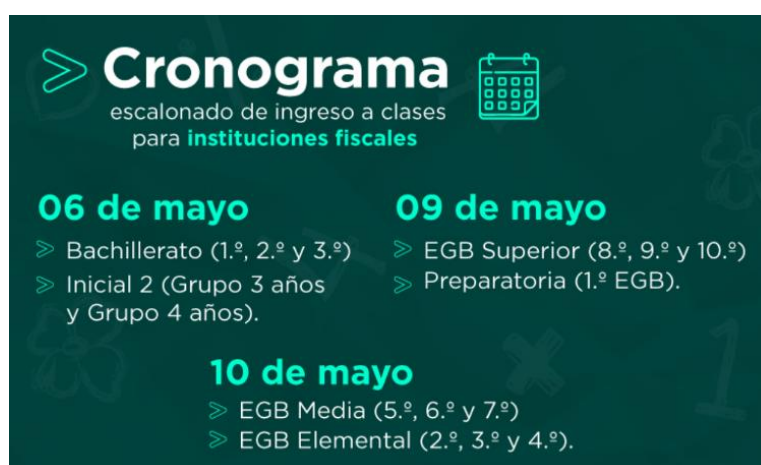 Cronograma
escalonado de ingreso a clases
para instituciones fiscales
06 de mayo
Bachillerato (1.º, 2.º y 3.º)
Inicial 2 (Grupo 3 años
y Grupo 4 años).
09 de mayo
EGB Superior (8.º, 9.º y 10.º)
Preparatoria (1.º EGB).
10 de mayo
EGB Media (5.º, 6.º y 7.º)
EGB Elemental (2.º, 3.º y 4.º).